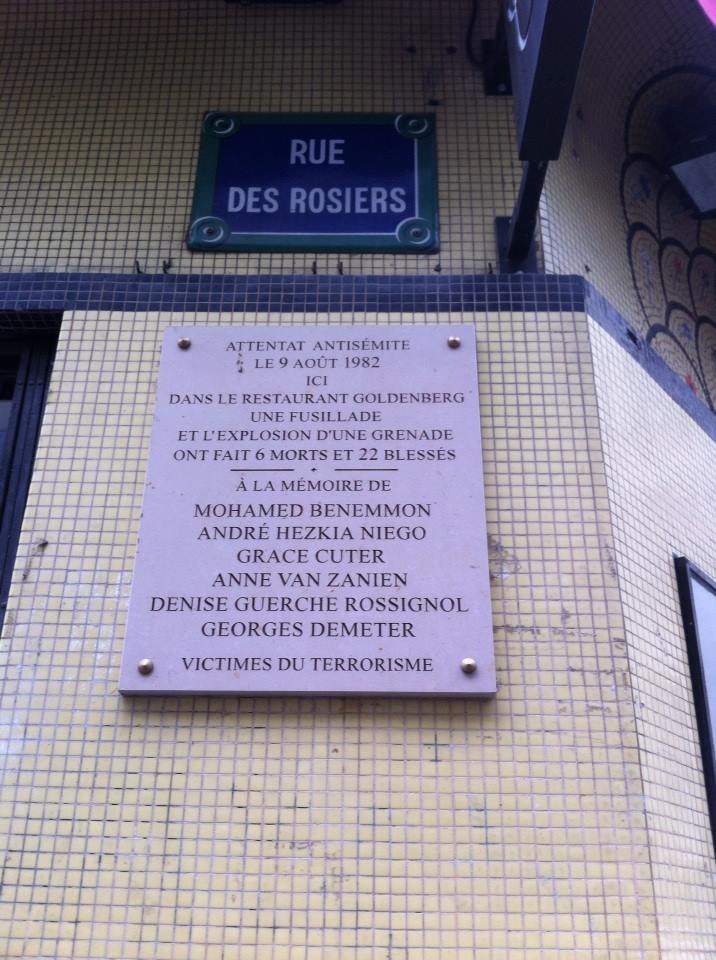 RUE
DES ROSIERS
ATTENTAT ANTISÉMITE
LE 9 AOÛT 1982
ICI
DANS LE RESTAURANT GOLDENBERG
UNE FUSILLADE
ET L'EXPLOSION D'UNE GRENADE
ONT FAIT 6 MORTS ET 22 BLESSÉS
À LA MÉMOIRE DE
MOHAMED BENEMMON
ANDRÉ HEZKIA NIEGO
GRACE CUTER
ANNE VAN ZANIEN
DENISE GUERCHE ROSSIGNOL
GEORGES DEMETER
VICTIMES DU TERRORISME